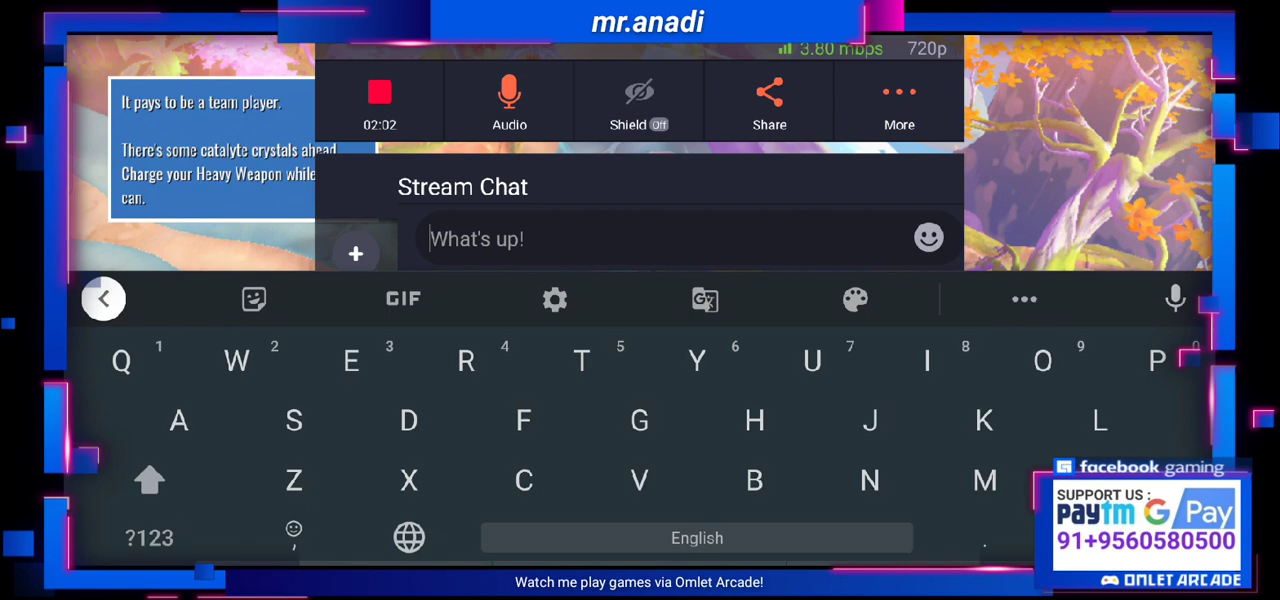 mr.anadi
3.80 mbps 720p
It pays to be a team player.
There's some catalyte crystals ahead.
Charge your Heavy Weapon while
can.
02:02
Audio
Shield Off
Share
More
Stream Chat
What's up!
+
GIF
Q 1 W 2 E 3 R 4 T 5 Y 6 U 7 I 8 O 9 P 0
A S D F G H J K L
Z X C V B N M
?123 , English .
facebook gaming
SUPPORT US :
paytm G Pay
91+9560580500
OMLET ARCADE
Watch me play games via Omlet Arcade!